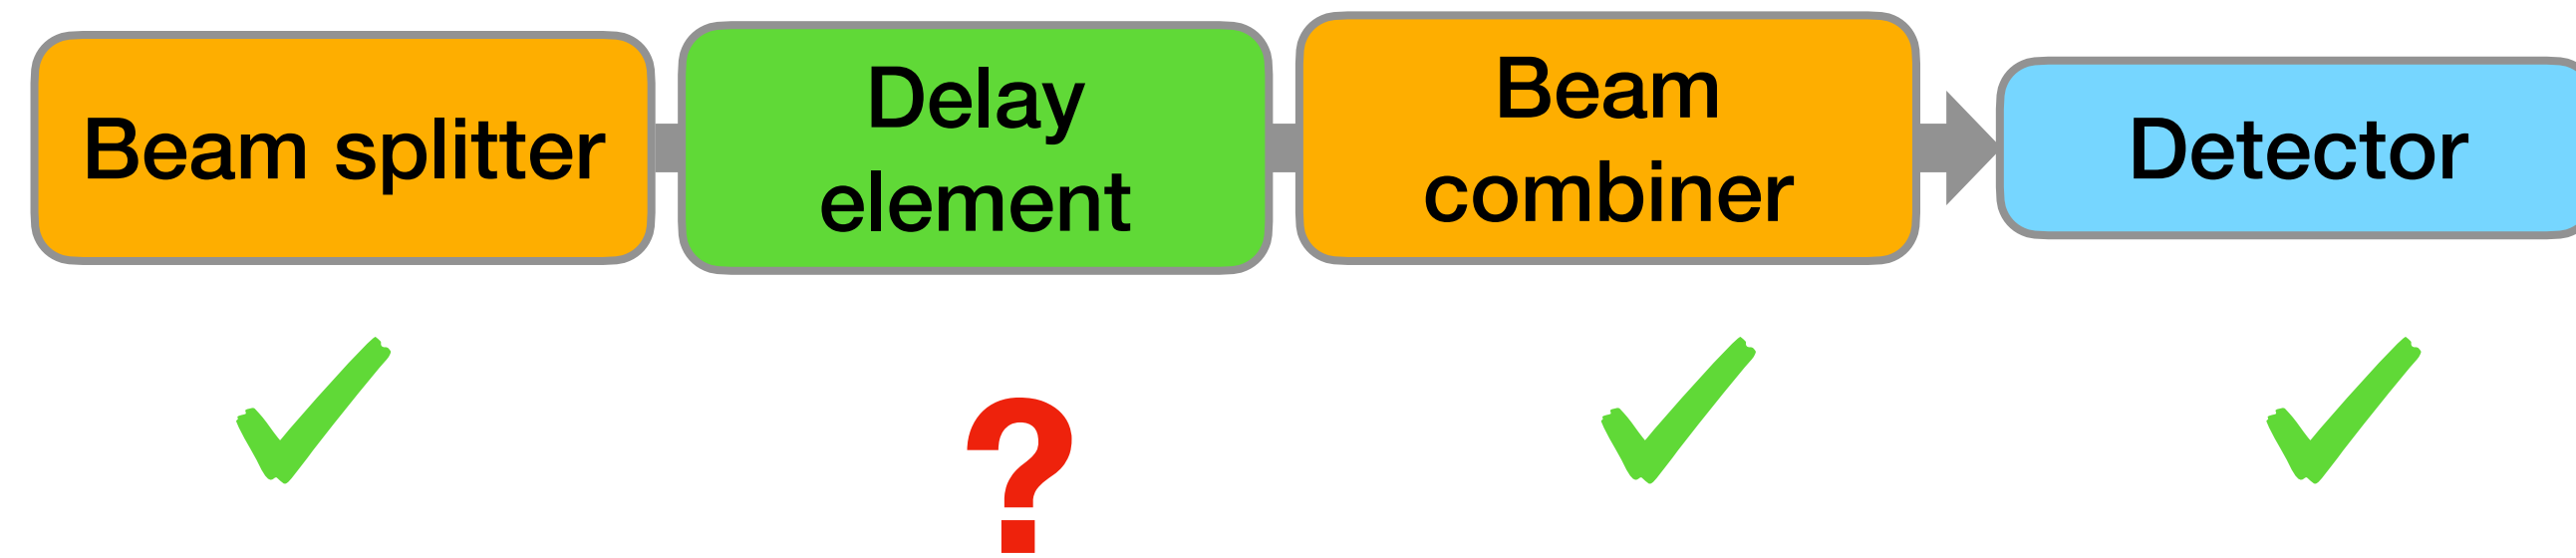 Beam splitter
Delay
element
Beam
combiner
Detector
?